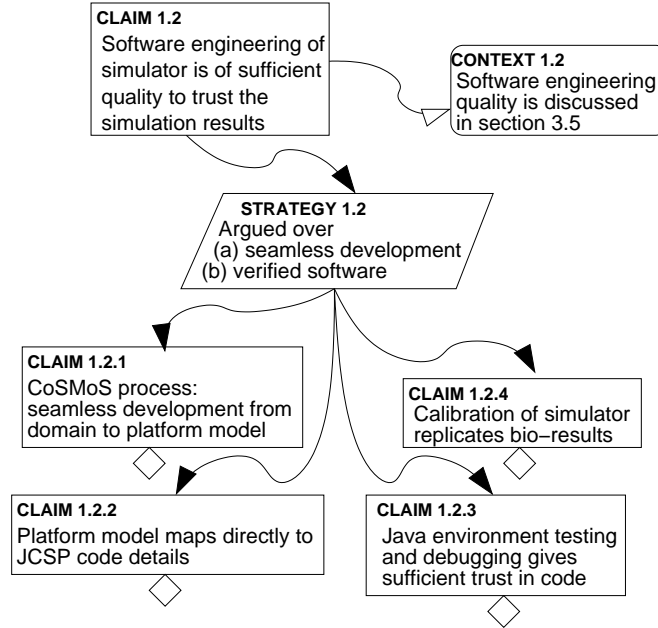 CLAIM 1.2
Software engineering of
simulator is of sufficient
quality to trust the
simulation results
CONTEXT 1.2
Software engineering
quality is discussed
in section 3.5
STRATEGY 1.2
Argued over
(a) seamless development
(b) verified software
CLAIM 1.2.1
CoSMoS process:
seamless development from
domain to platform model
CLAIM 1.2.4
Calibration of simulator
replicates bio−results
CLAIM 1.2.2
Platform model maps directly to
JCSP code details
CLAIM 1.2.3
Java environment testing
and debugging gives
sufficient trust in code